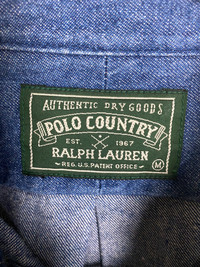 AUTHENTIC DRY GOODS
POLO COUNTRY
EST. 1967
RALPH LAUREN
REG. U.S. PATENT OFFICE
M